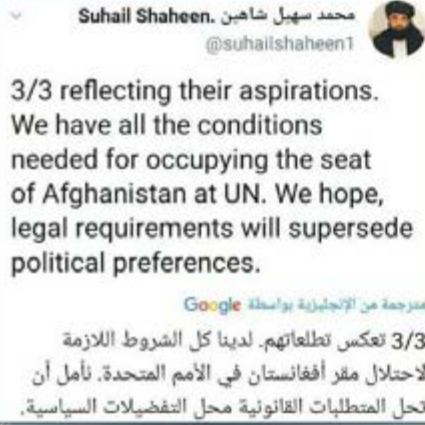 Suhail Shaheen. محمد سهيل شاهين
@suhailshaheen1
3/3 reflecting their aspirations.
We have all the conditions
needed for occupying the seat
of Afghanistan at UN. We hope,
legal requirements will supersede
political preferences.
مترجمة من الإنجليزية بواسطة Google
3/3 تعكس تطلعاتهم. لدينا كل الشروط اللازمة
لاحتلال مقر أفغانستان في الأمم المتحدة. نأمل أن
تحل المتطلبات القانونية محل التفضيلات السياسية.